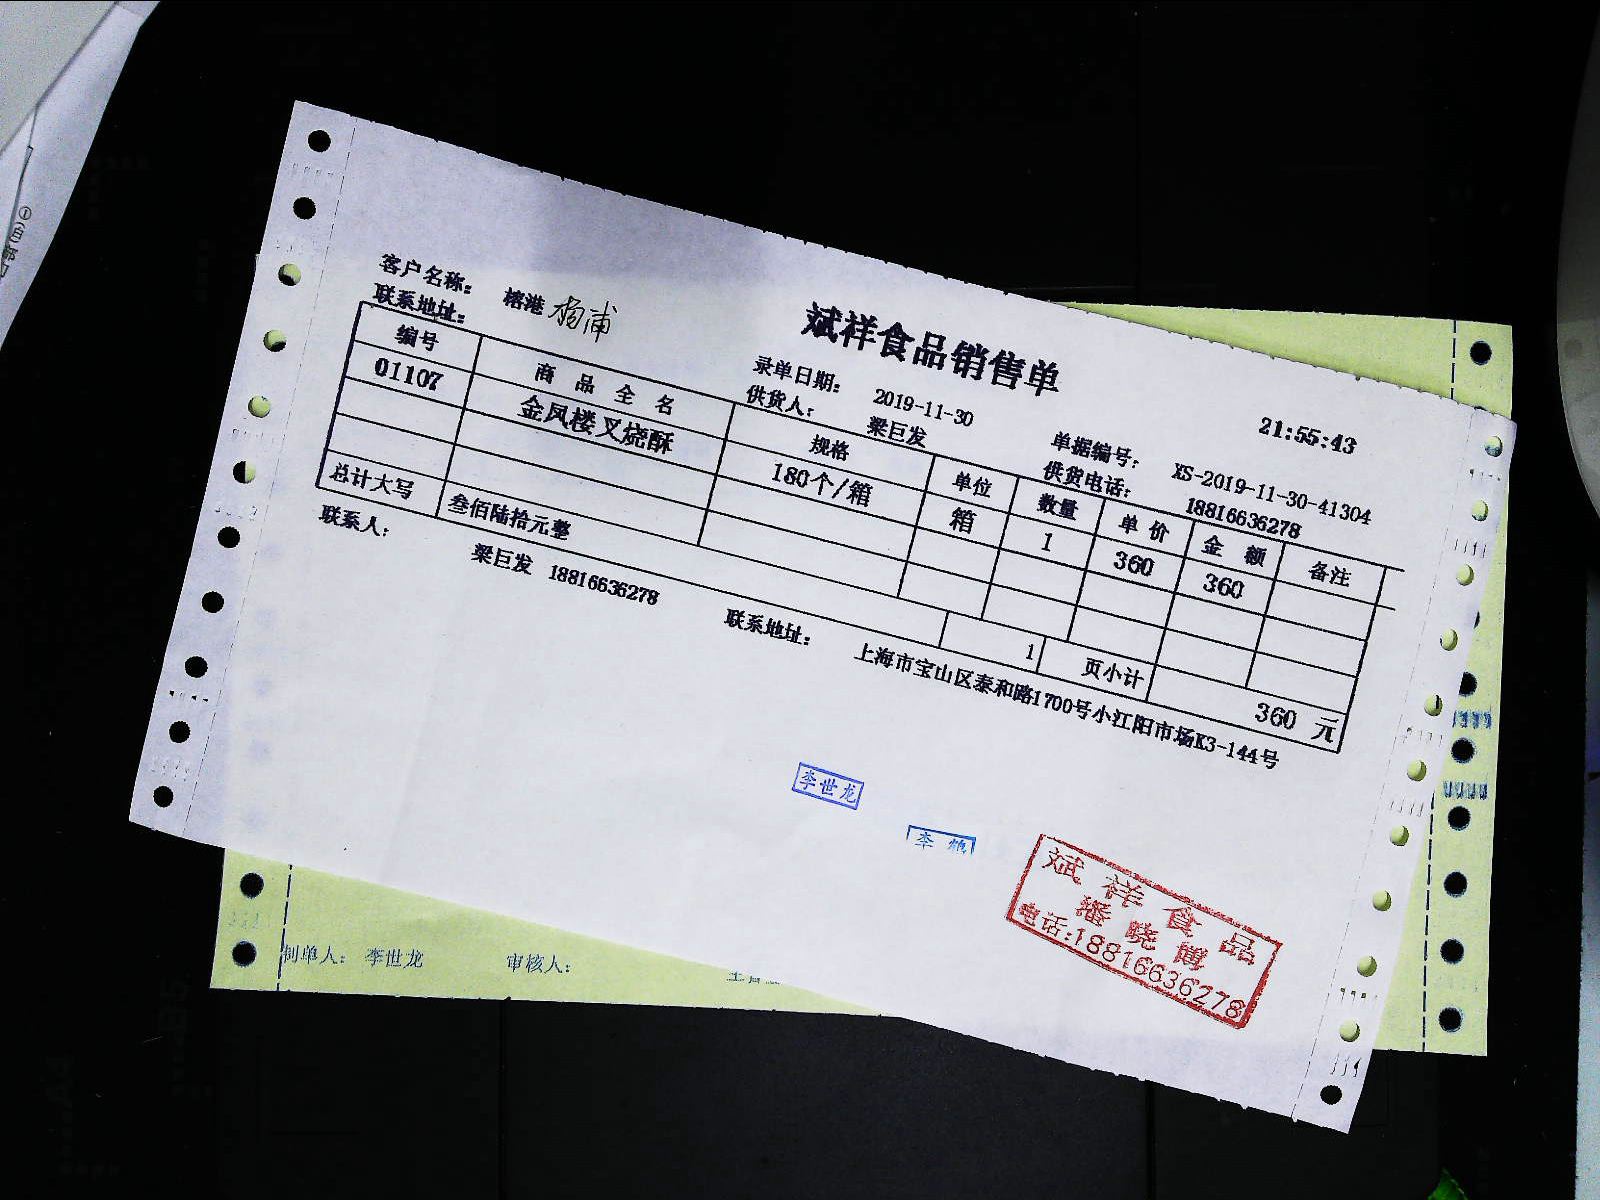 斌祥食品销售单
21:55:43
客户名称: 榕港 杨浦
录单日期: 2019-11-30
单据编号: XS-2019-11-30-41304
联系地址:
供货人: 梁巨发
供货电话: 18816636278
编号 商品全名 规格 单位 数量 单价 金额 备注
01107 金凤楼叉烧酥 180个/箱 箱 1 360 360
总计大写 叁佰陆拾元整 1 页小计 360 元
联系人: 梁巨发 18816636278 联系地址: 上海市宝山区泰和路1700号小江阳市场K3-144号
李世龙
李
斌祥食品
潘晓博
电话:18816636278
制单人: 李世龙 审核人: